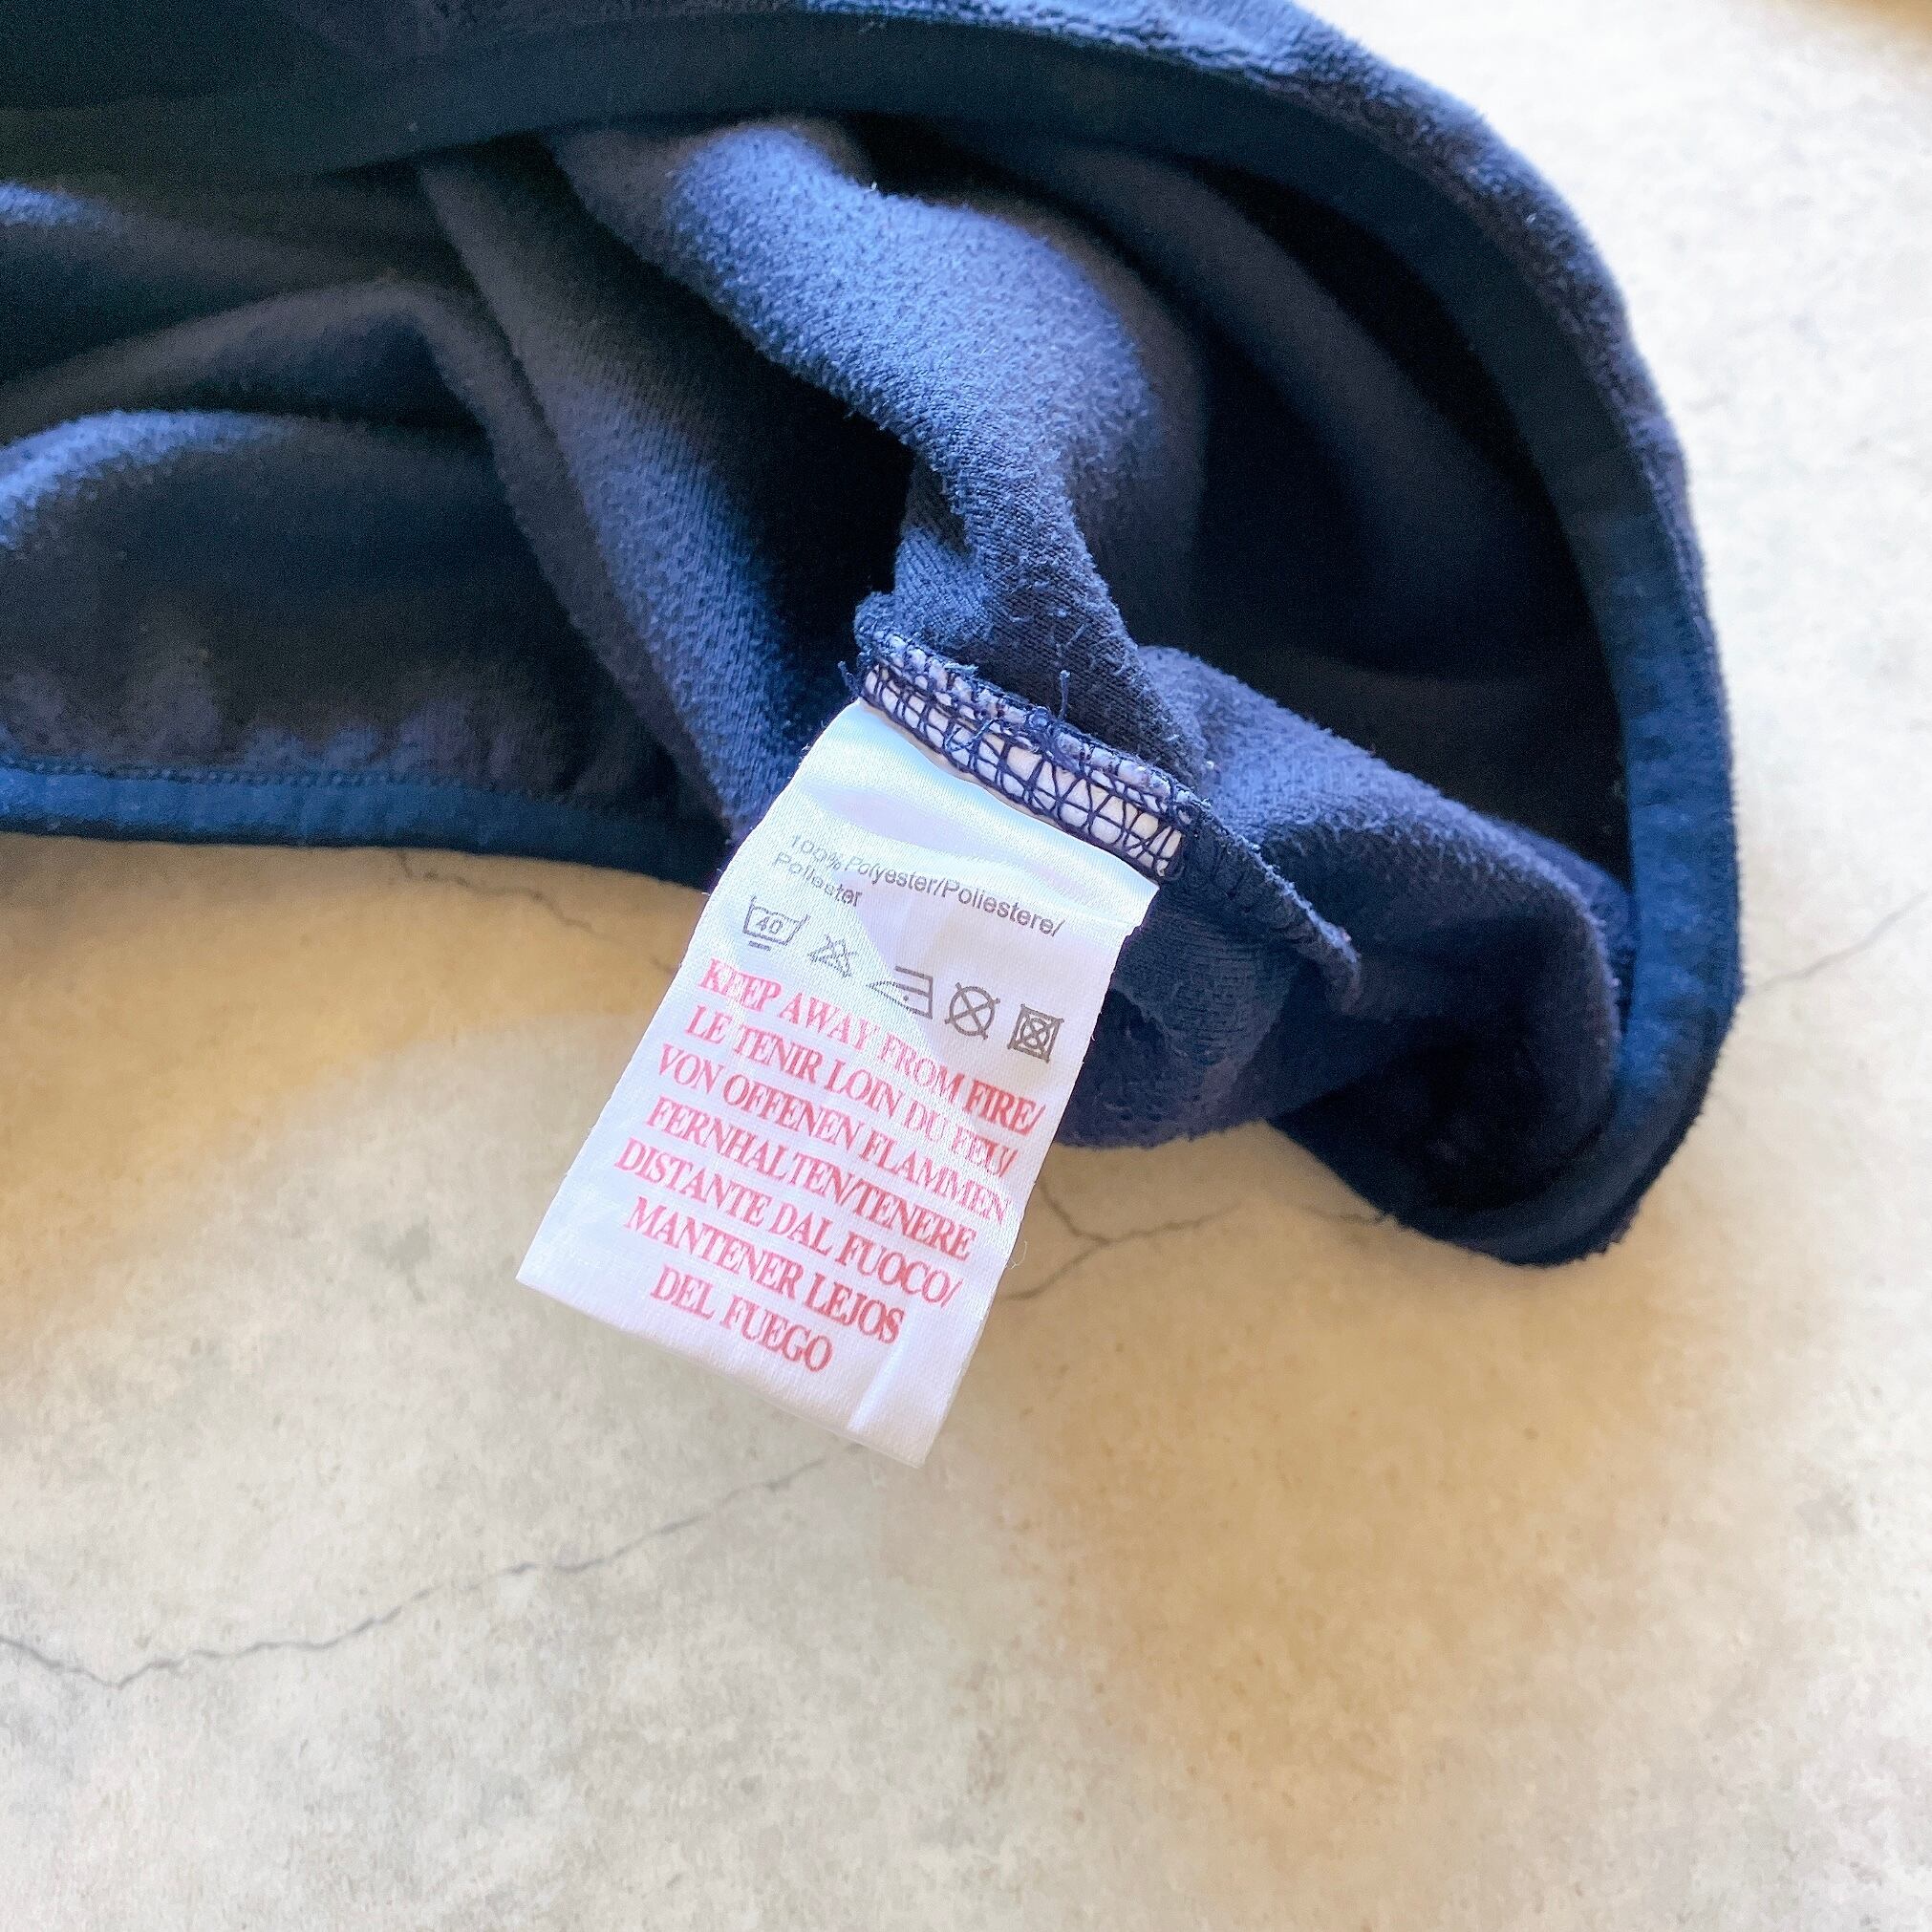 100% Polyester/Poliestere/
Poliester
40
KEEP AWAY FROM FIRE/
LE TENIR LOIN DU FEU/
VON OFFENEN FLAMMEN
FERNHALTEN/TENERE
DISTANTE DAL FUOCO/
MANTENER LEJOS
DEL FUEGO